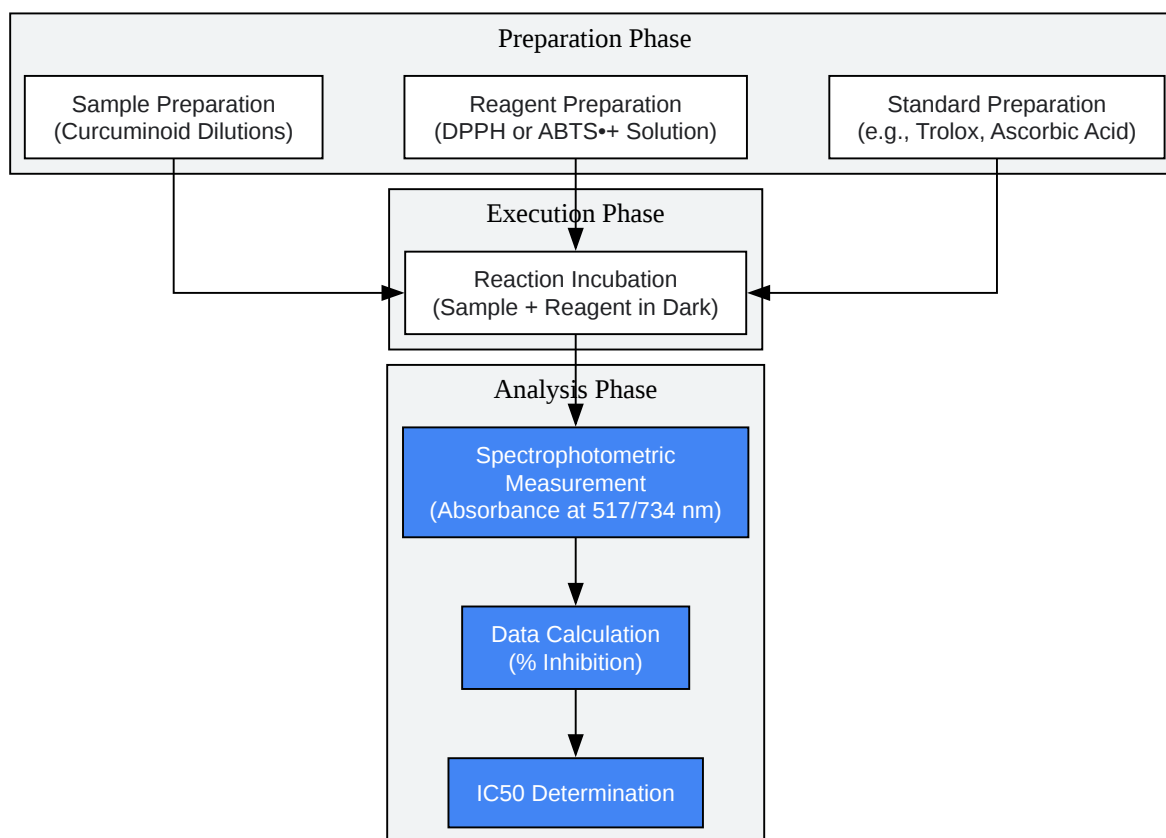 Preparation Phase
Sample Preparation
(Curcuminoid Dilutions)
Reagent Preparation
(DPPH or ABTS•+ Solution)
Standard Preparation
(e.g., Trolox, Ascorbic Acid)
Execution Phase
Reaction Incubation
(Sample + Reagent in Dark)
Analysis Phase
Spectrophotometric
Measurement
(Absorbance at 517/734 nm)
Data Calculation
(% Inhibition)
IC50 Determination